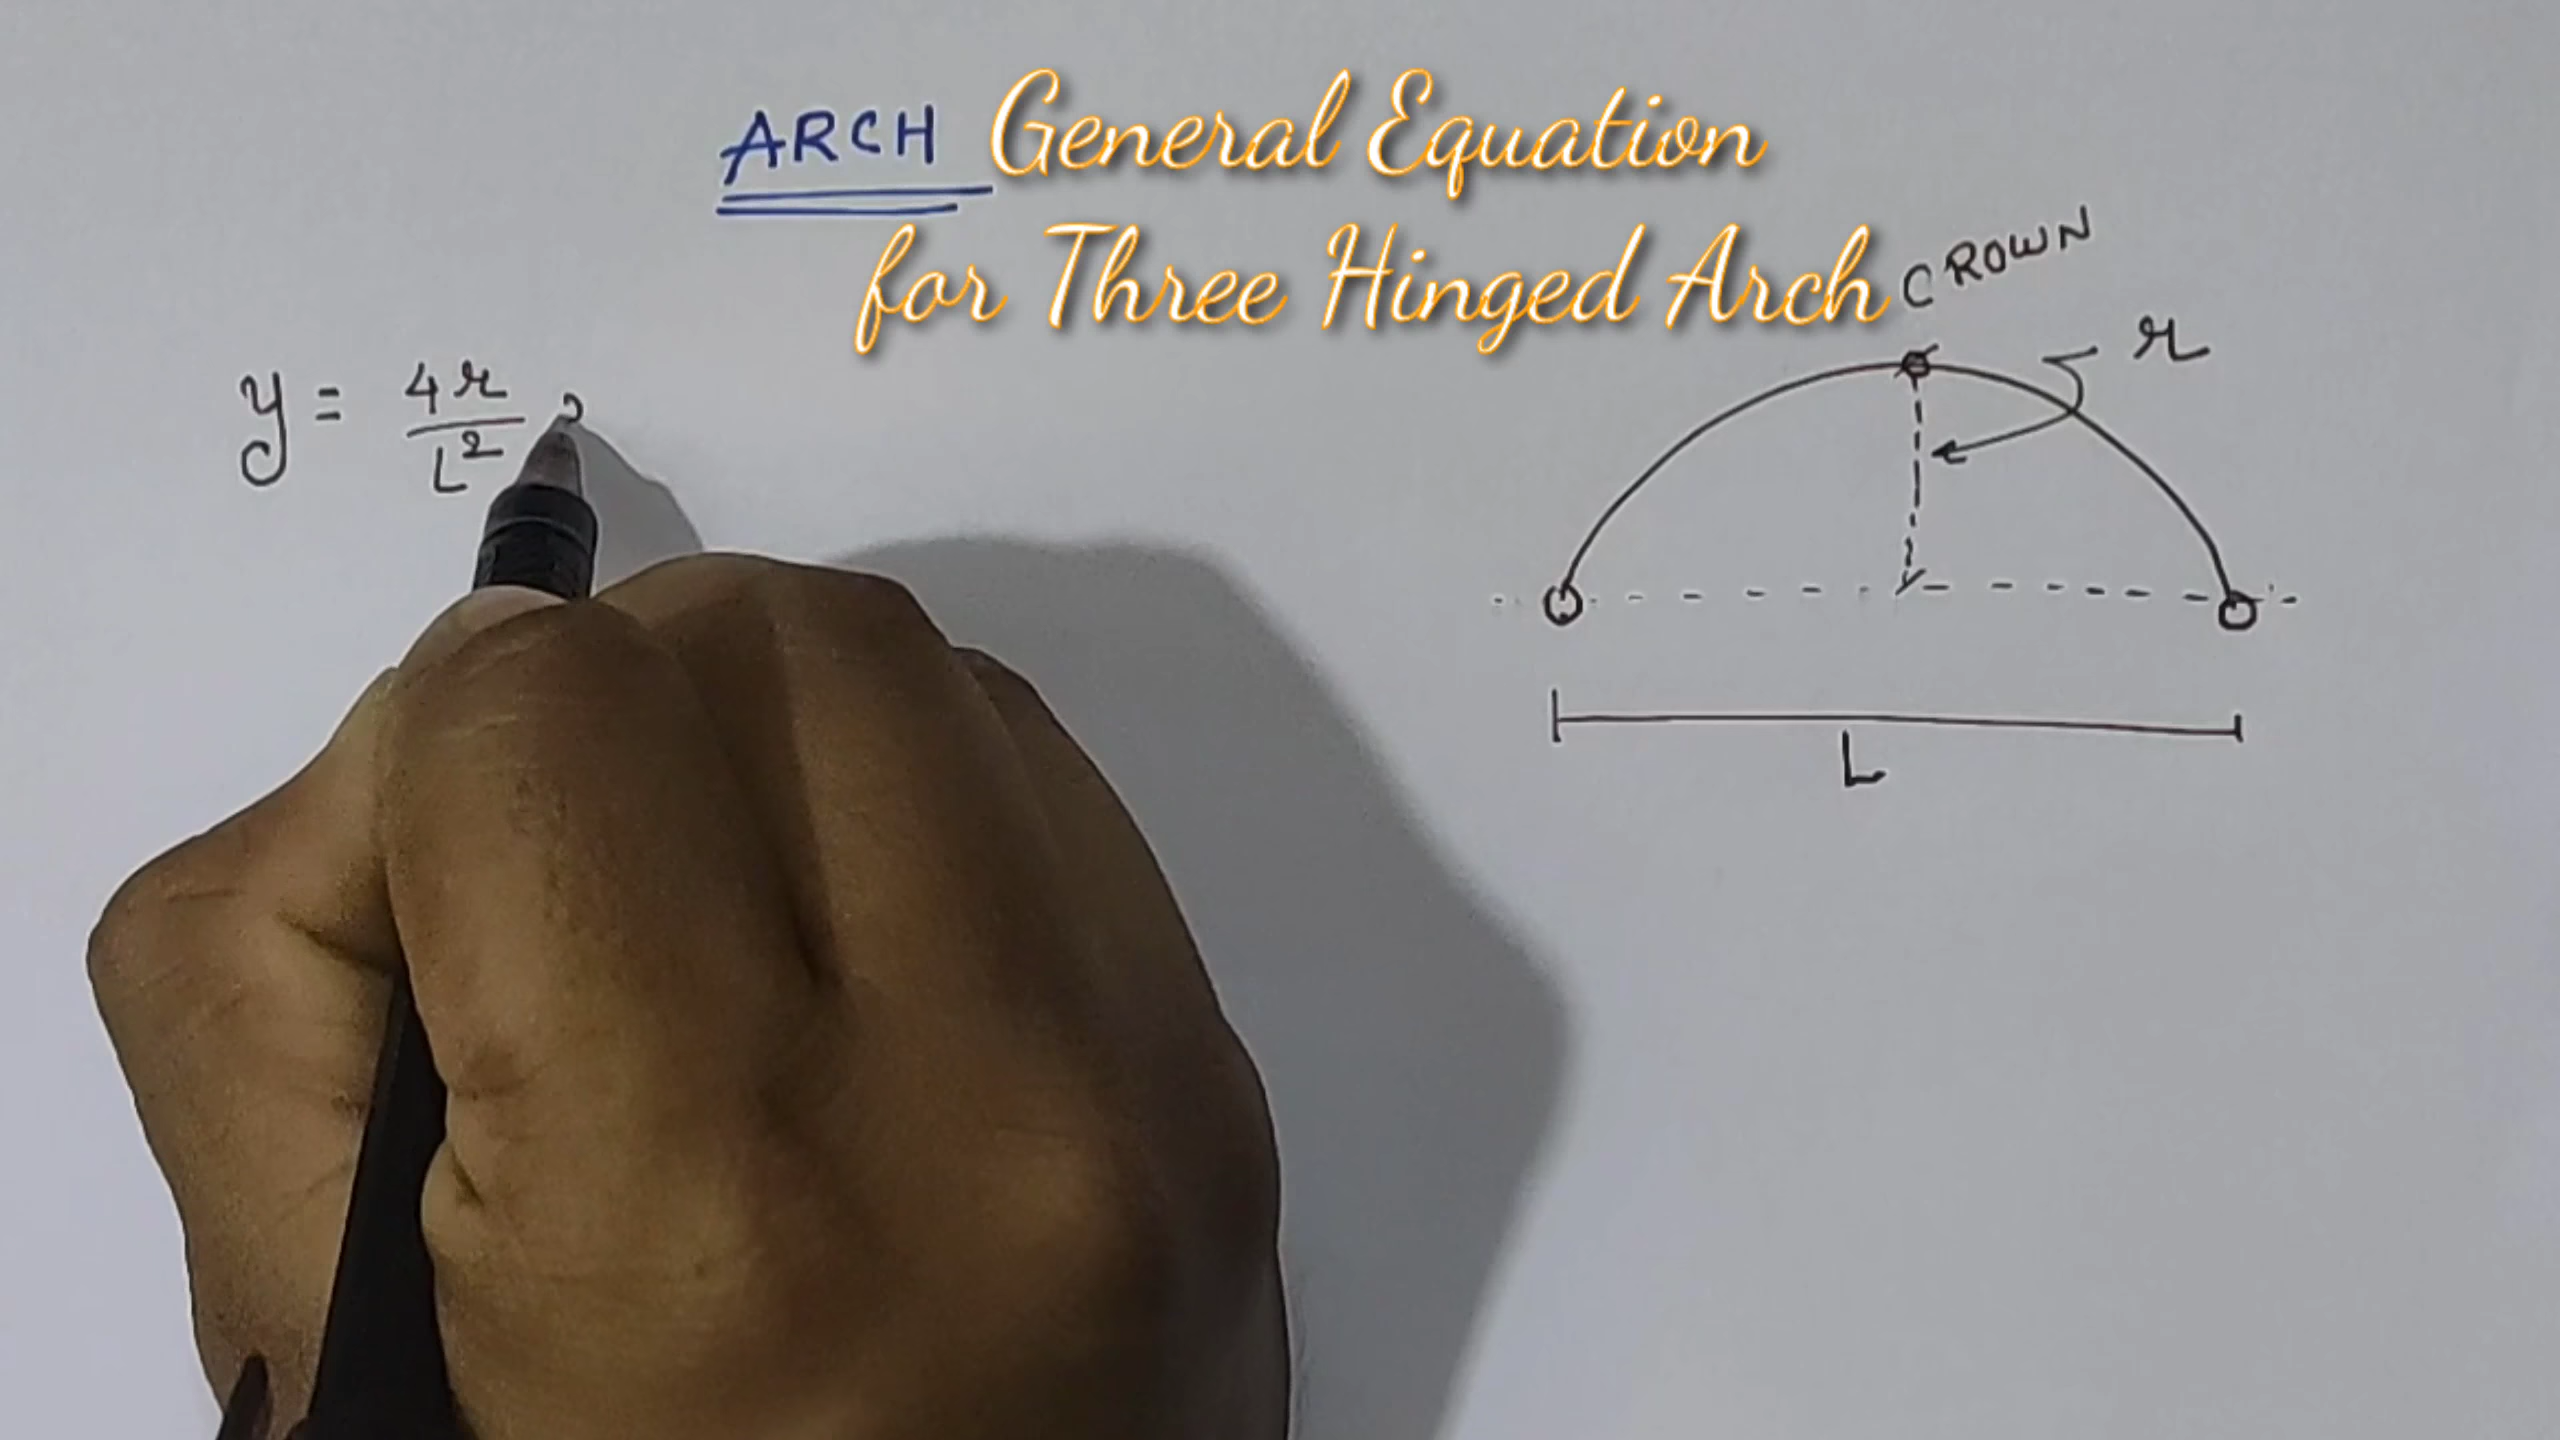 ARCH General Equation
for Three Hinged Arch
CROWN
r
y = 4r/L²
L